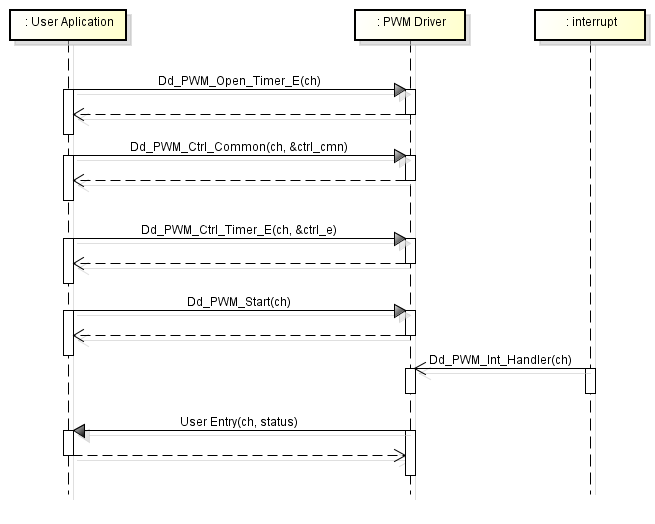 : User Aplication
: PWM Driver
: interrupt
Dd_PWM_Open_Timer_E(ch)
Dd_PWM_Ctrl_Common(ch, &ctrl_cmn)
Dd_PWM_Ctrl_Timer_E(ch, &ctrl_e)
Dd_PWM_Start(ch)
Dd_PWM_Int_Handler(ch)
User Entry(ch, status)